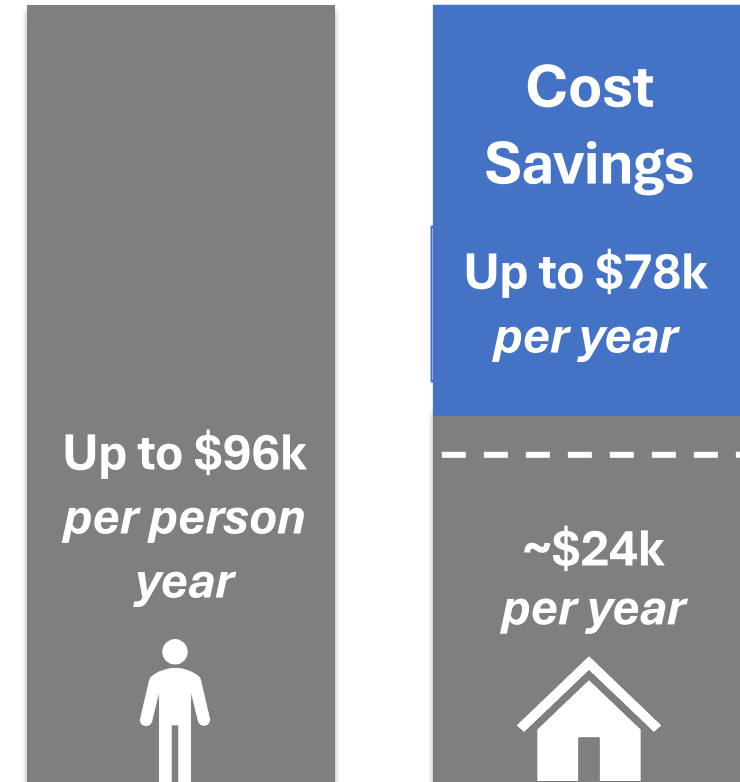 Up to $96k
per person
year
Cost
Savings
Up to $78k
per year
~$24k
per year